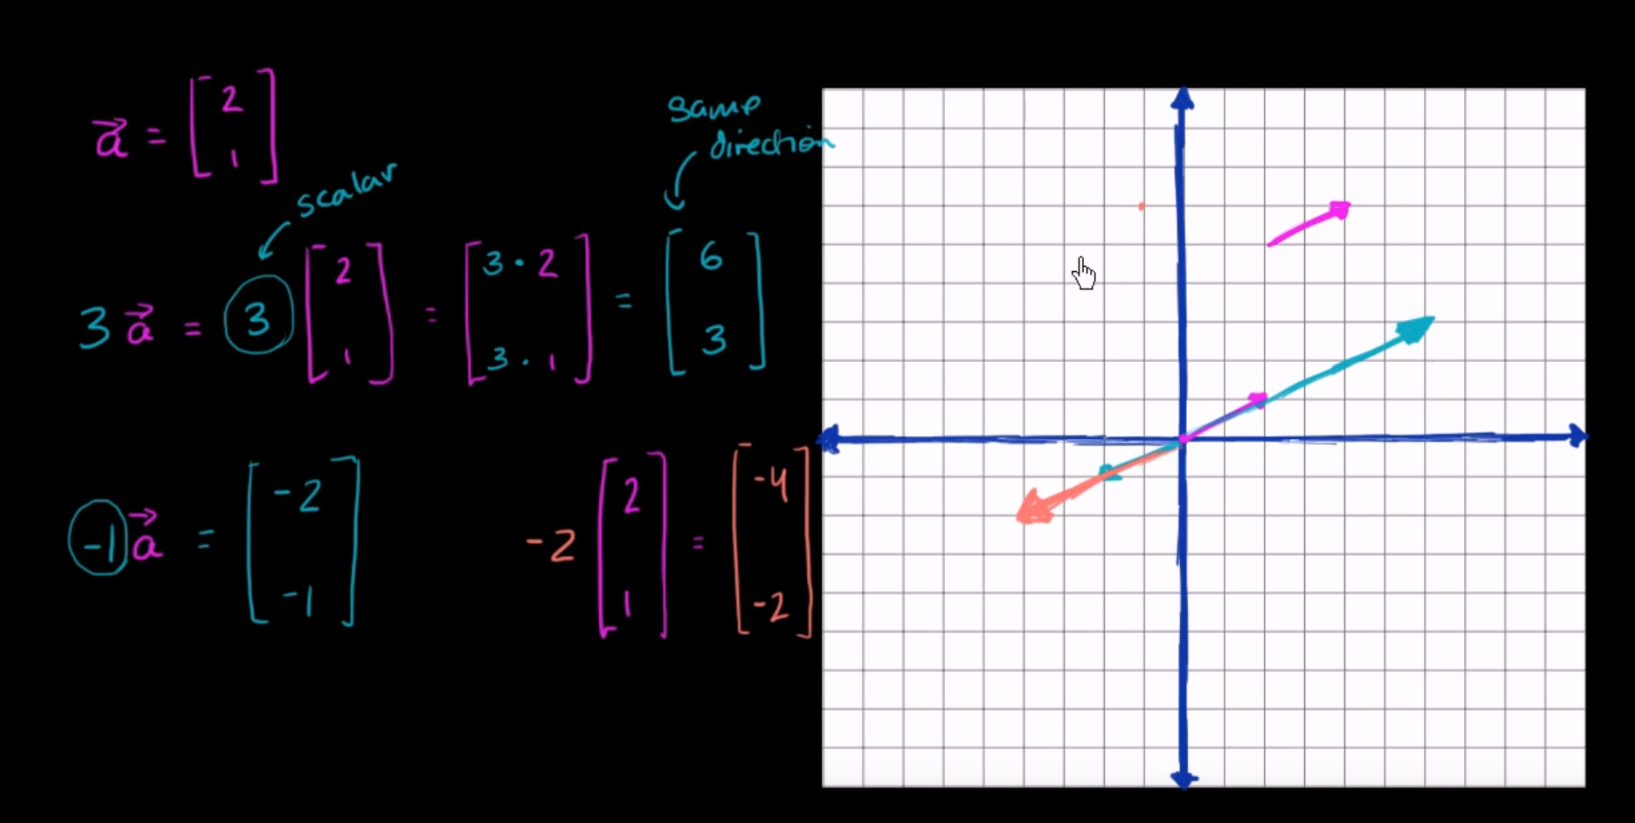 a⃗ = [2 1]
scalar
same direction
3 a⃗ = 3 [2 1] = [3 · 2 3 · 1] = [6 3]
-1 a⃗ = [-2 -1]
-2 [2 1] = [-4 -2]